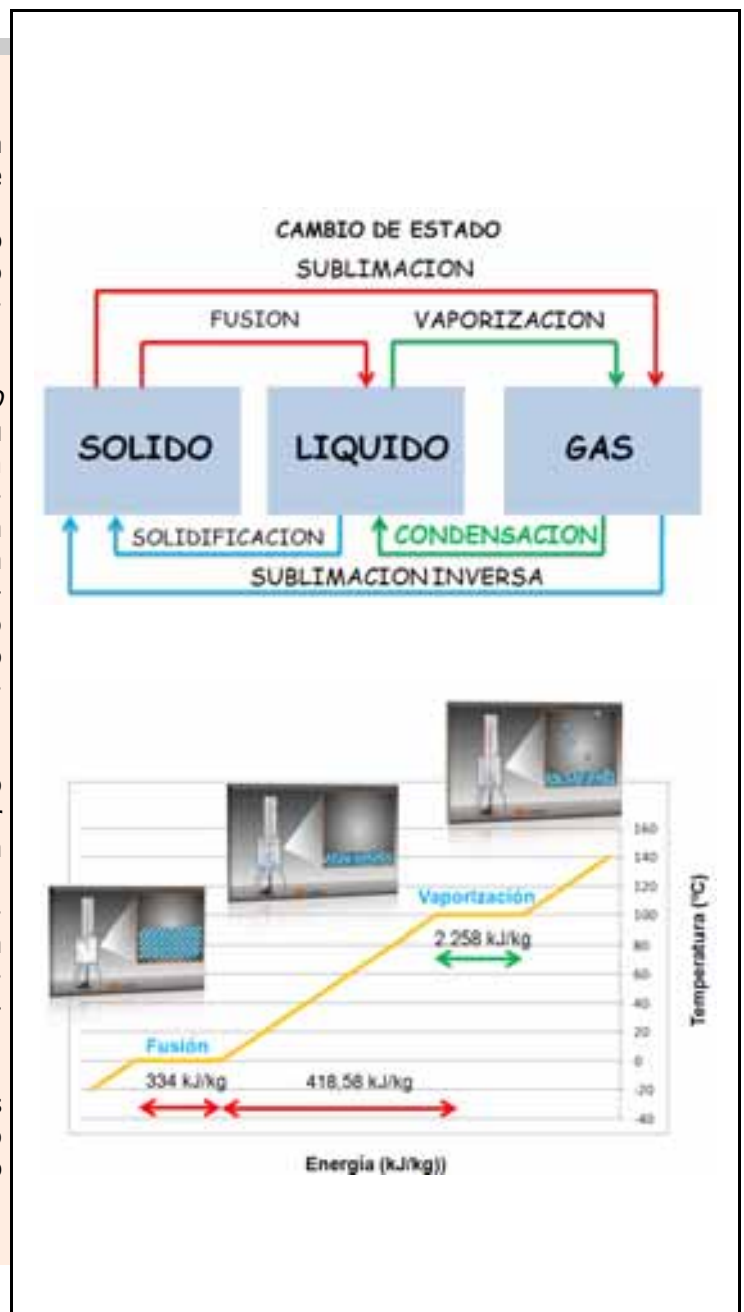 CAMBIO DE ESTADO
SUBLIMACION
FUSION VAPORIZACION
SOLIDO LIQUIDO GAS
SOLIDIFICACION CONDENSACION
SUBLIMACION INVERSA
160
140
120
100
80
60
40
20
0
-20
-40
Temperatura (ºC)
Vaporización
2.258 kJ/kg
Fusión
334 kJ/kg 418,58 kJ/kg
Energía (kJ/kg))